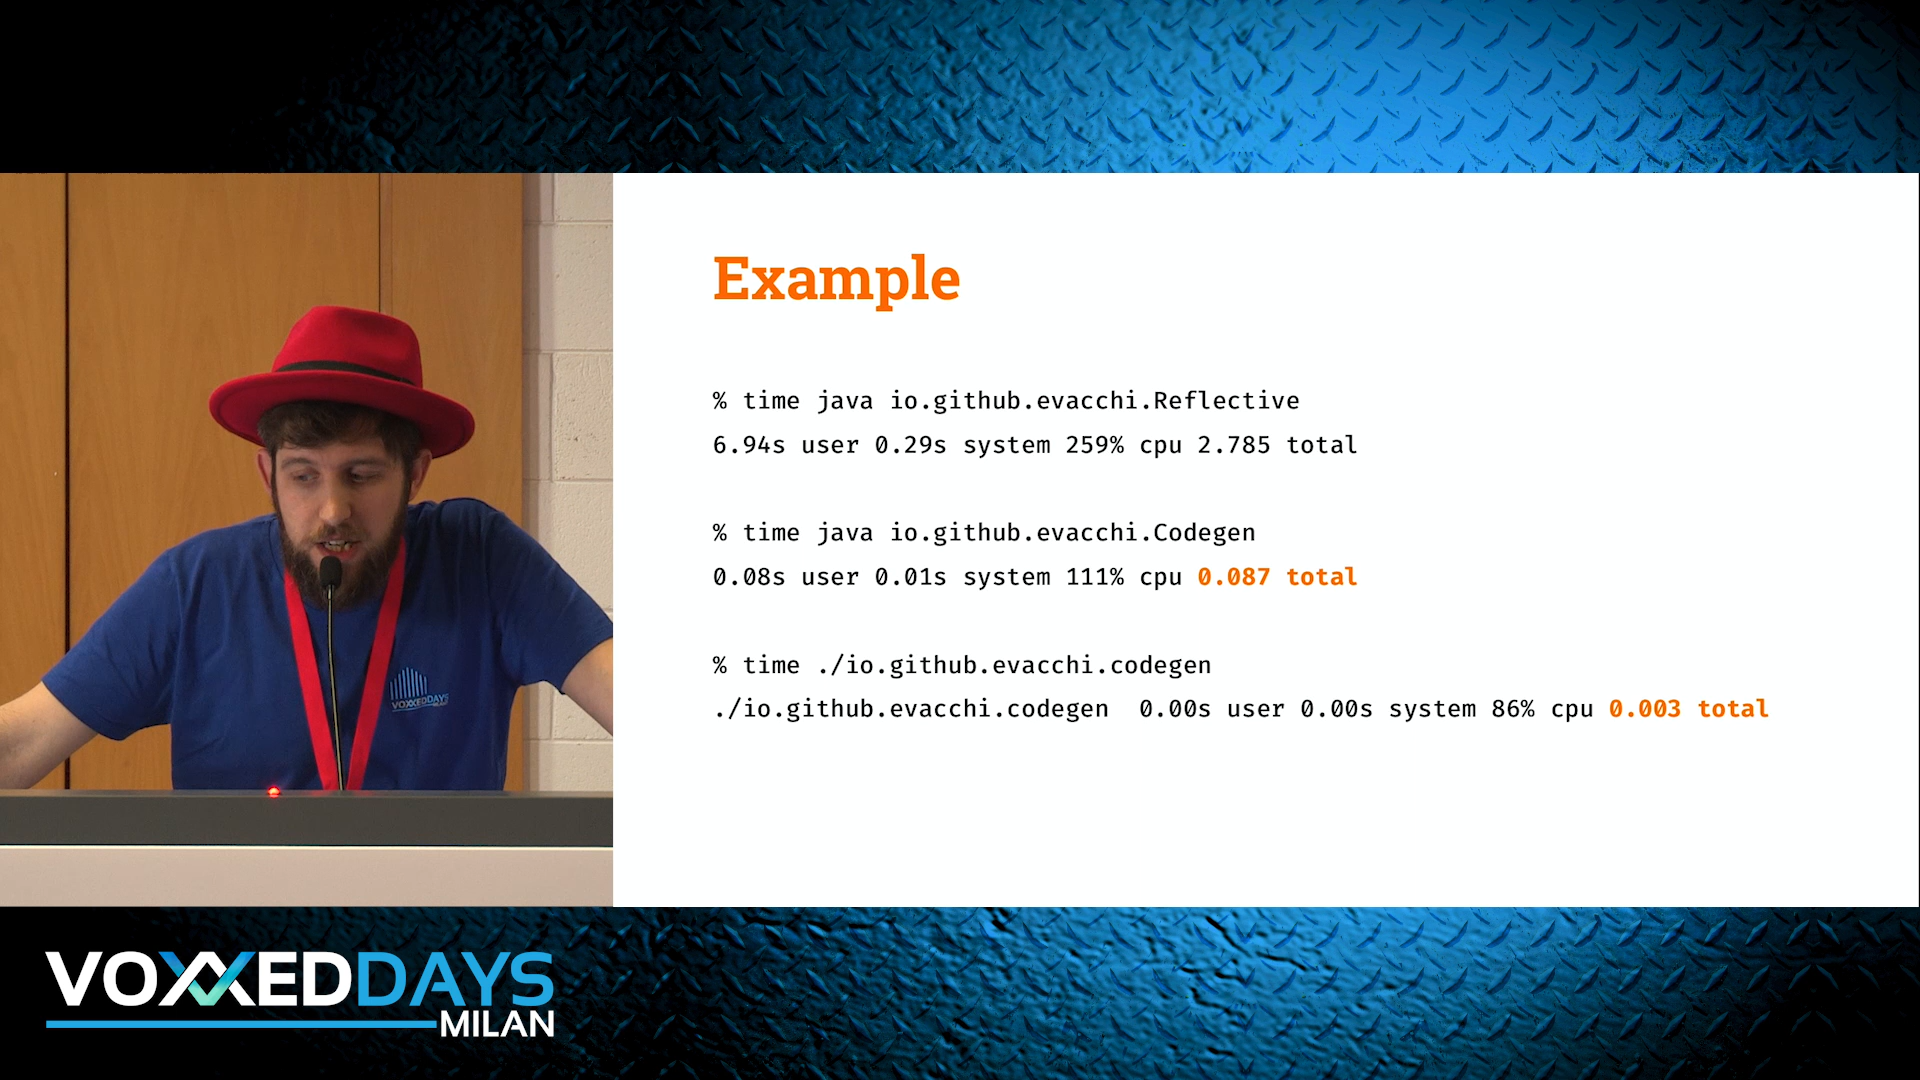 Example
% time java io.github.evacchi.Reflective
6.94s user 0.29s system 259% cpu 2.785 total
% time java io.github.evacchi.Codegen
0.08s user 0.01s system 111% cpu 0.087 total
% time ./io.github.evacchi.codegen
./io.github.evacchi.codegen 0.00s user 0.00s system 86% cpu 0.003 total
VOXXEDDAYS
VOXXEDDAYS
MILAN